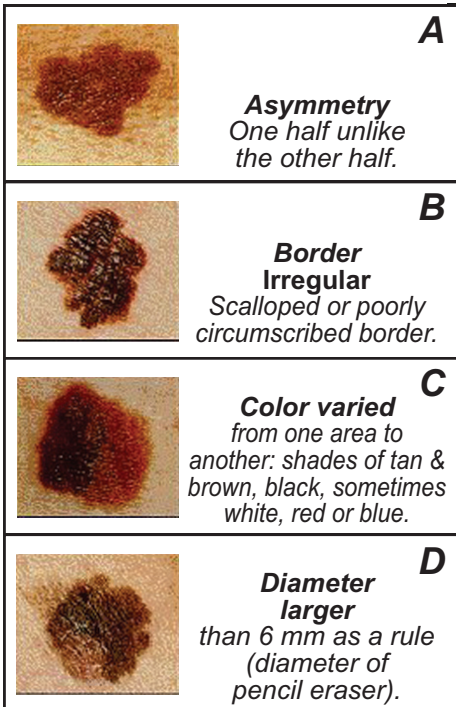 A
Asymmetry
One half unlike
the other half.
B
Border
Irregular
Scalloped or poorly
circumscribed border.
C
Color varied
from one area to
another: shades of tan &
brown, black, sometimes
white, red or blue.
D
Diameter
larger
than 6 mm as a rule
(diameter of
pencil eraser).